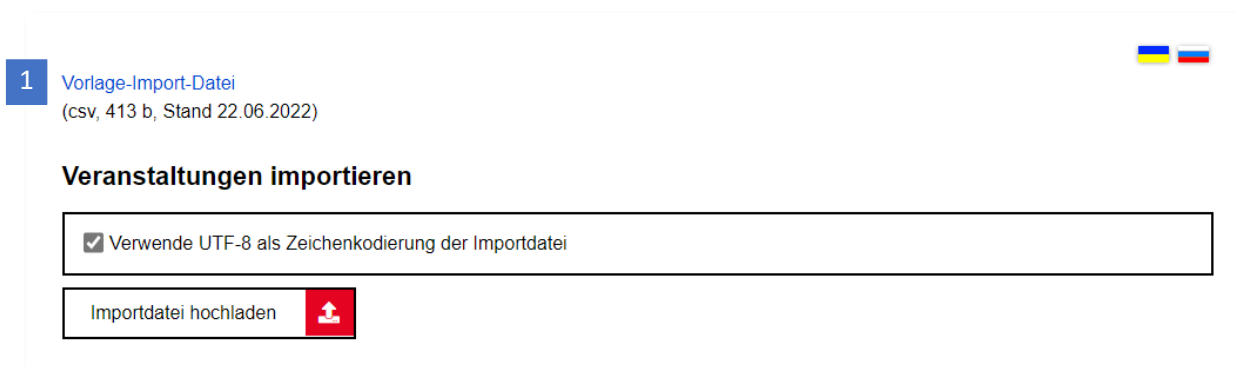 1
Vorlage-Import-Datei
(csv, 413 b, Stand 22.06.2022)
Veranstaltungen importieren
Verwende UTF-8 als Zeichenkodierung der Importdatei
Importdatei hochladen